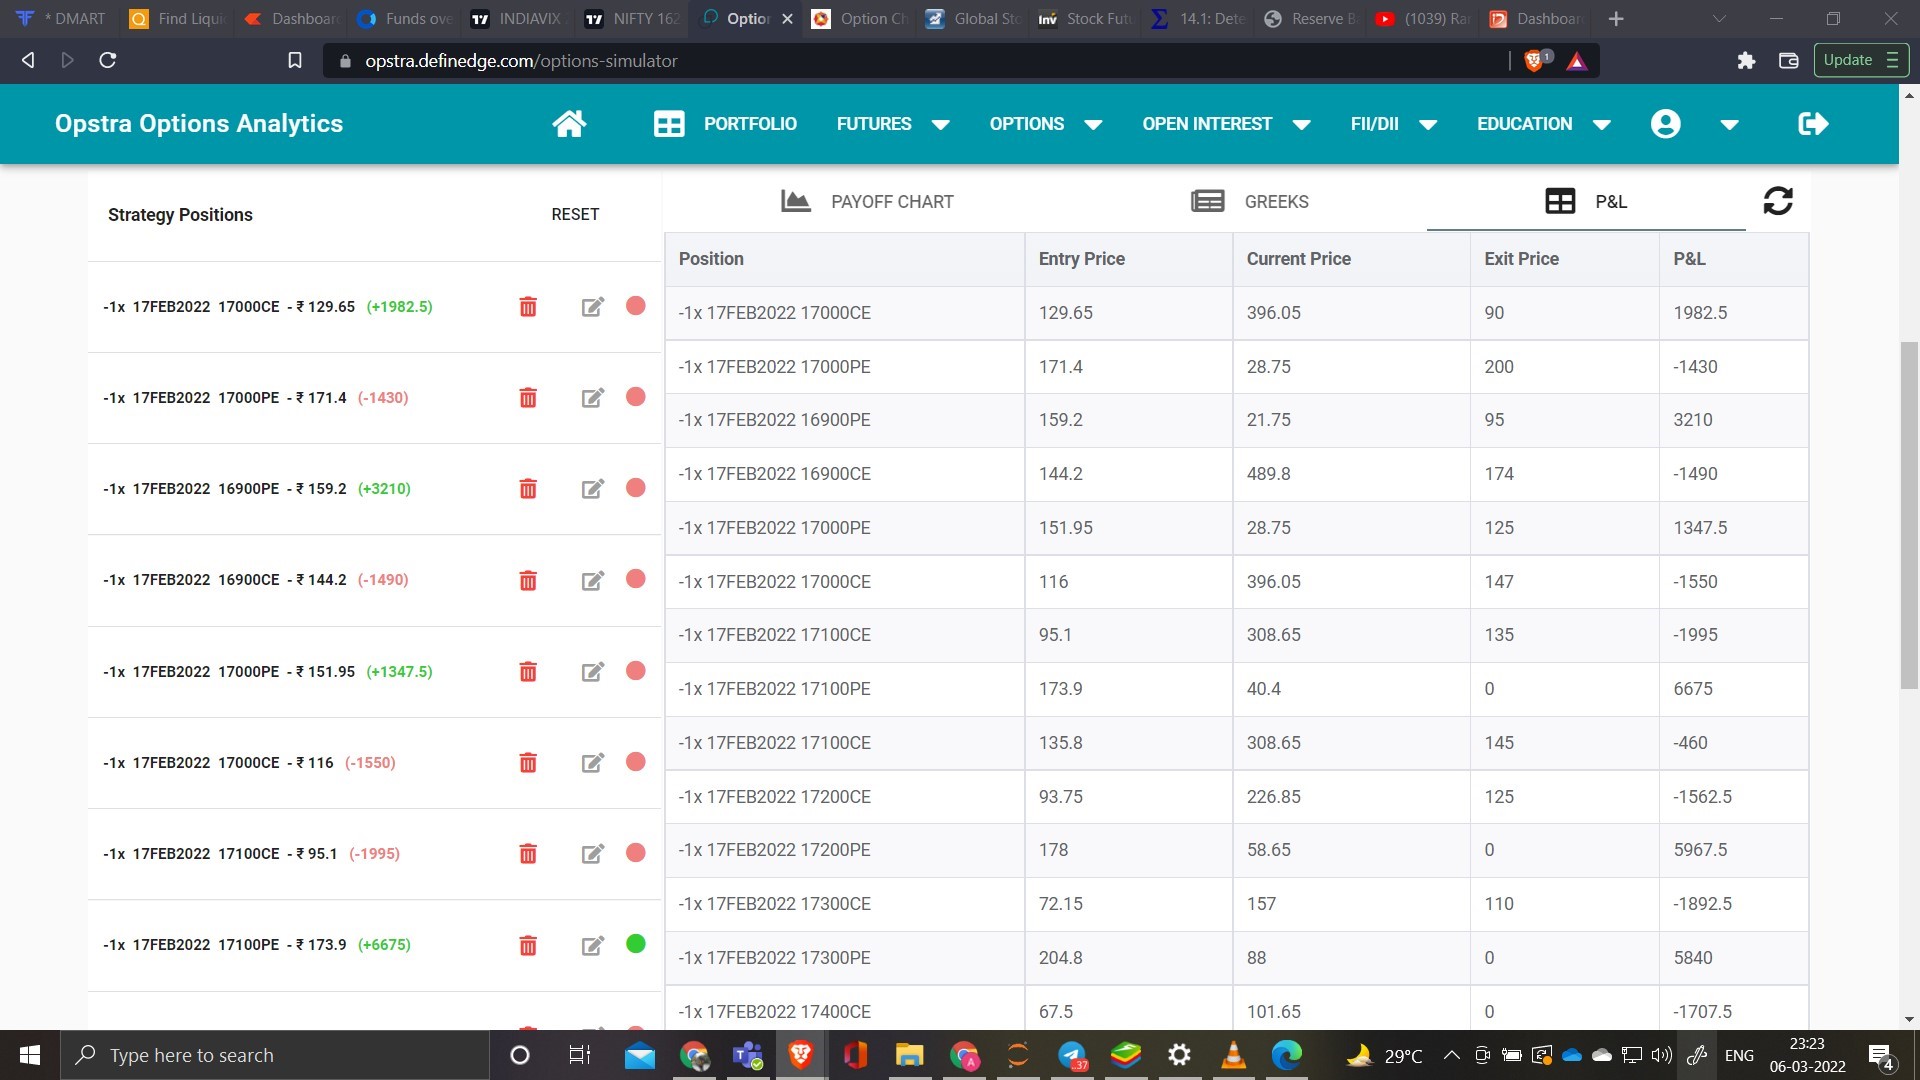 * DMART
Find Liqui
Dashboar
Funds ove
INDIAVIX
NIFTY 162
Option
Option Ch
Global Sto
Stock Futu
14.1: Dete
Reserve B
(1039) Ra
Dashboar
opstra.definedge.com/options-simulator
1
Update
Opstra Options Analytics
PORTFOLIO
FUTURES
OPTIONS
OPEN INTEREST
FII/DII
EDUCATION
Strategy Positions
RESET
-1x 17FEB2022 17000CE - ₹ 129.65 (+1982.5)
-1x 17FEB2022 17000PE - ₹ 171.4 (-1430)
-1x 17FEB2022 16900PE - ₹ 159.2 (+3210)
-1x 17FEB2022 16900CE - ₹ 144.2 (-1490)
-1x 17FEB2022 17000PE - ₹ 151.95 (+1347.5)
-1x 17FEB2022 17000CE - ₹ 116 (-1550)
-1x 17FEB2022 17100CE - ₹ 95.1 (-1995)
-1x 17FEB2022 17100PE - ₹ 173.9 (+6675)
PAYOFF CHART
GREEKS
P&L
Position Entry Price Current Price Exit Price P&L
-1x 17FEB2022 17000CE 129.65 396.05 90 1982.5
-1x 17FEB2022 17000PE 171.4 28.75 200 -1430
-1x 17FEB2022 16900PE 159.2 21.75 95 3210
-1x 17FEB2022 16900CE 144.2 489.8 174 -1490
-1x 17FEB2022 17000PE 151.95 28.75 125 1347.5
-1x 17FEB2022 17000CE 116 396.05 147 -1550
-1x 17FEB2022 17100CE 95.1 308.65 135 -1995
-1x 17FEB2022 17100PE 173.9 40.4 0 6675
-1x 17FEB2022 17100CE 135.8 308.65 145 -460
-1x 17FEB2022 17200CE 93.75 226.85 125 -1562.5
-1x 17FEB2022 17200PE 178 58.65 0 5967.5
-1x 17FEB2022 17300CE 72.15 157 110 -1892.5
-1x 17FEB2022 17300PE 204.8 88 0 5840
-1x 17FEB2022 17400CE 67.5 101.65 0 -1707.5
Type here to search
29°C
ENG
23:23
06-03-2022
4